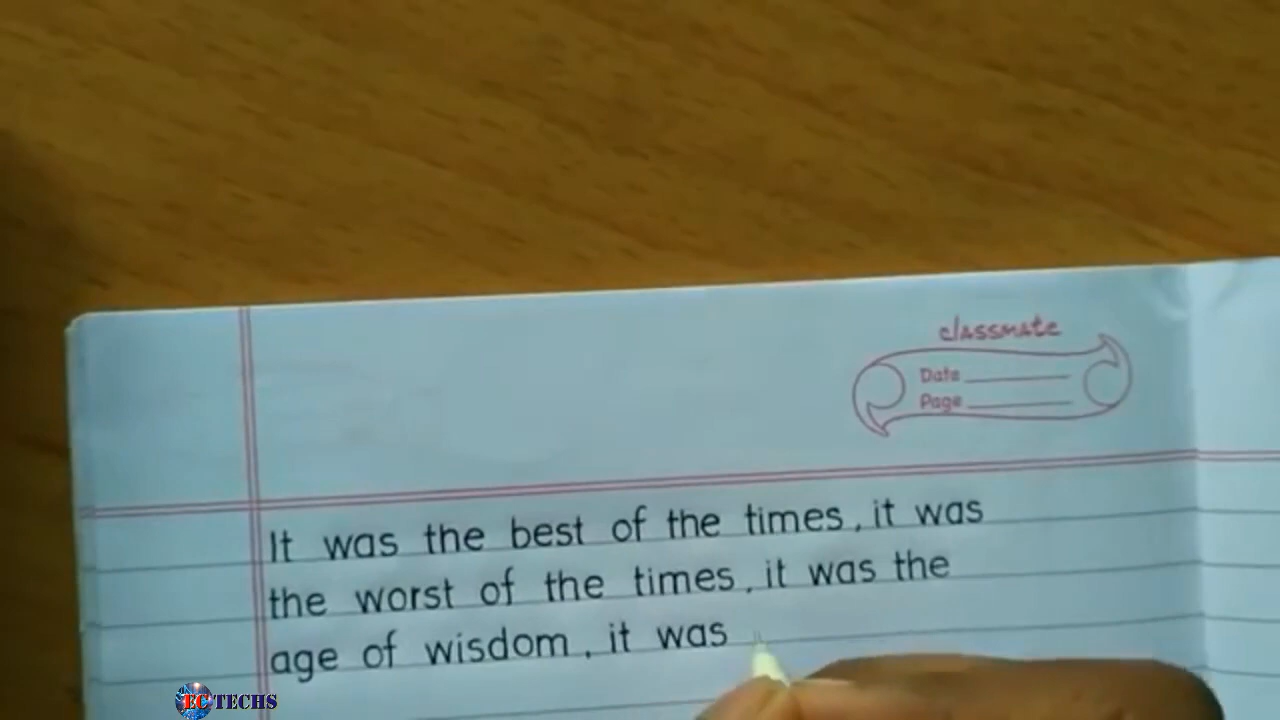 classmate
Date
Page
It was the best of the times, it was
the worst of the times, it was the
age of wisdom, it was
EC TECHS